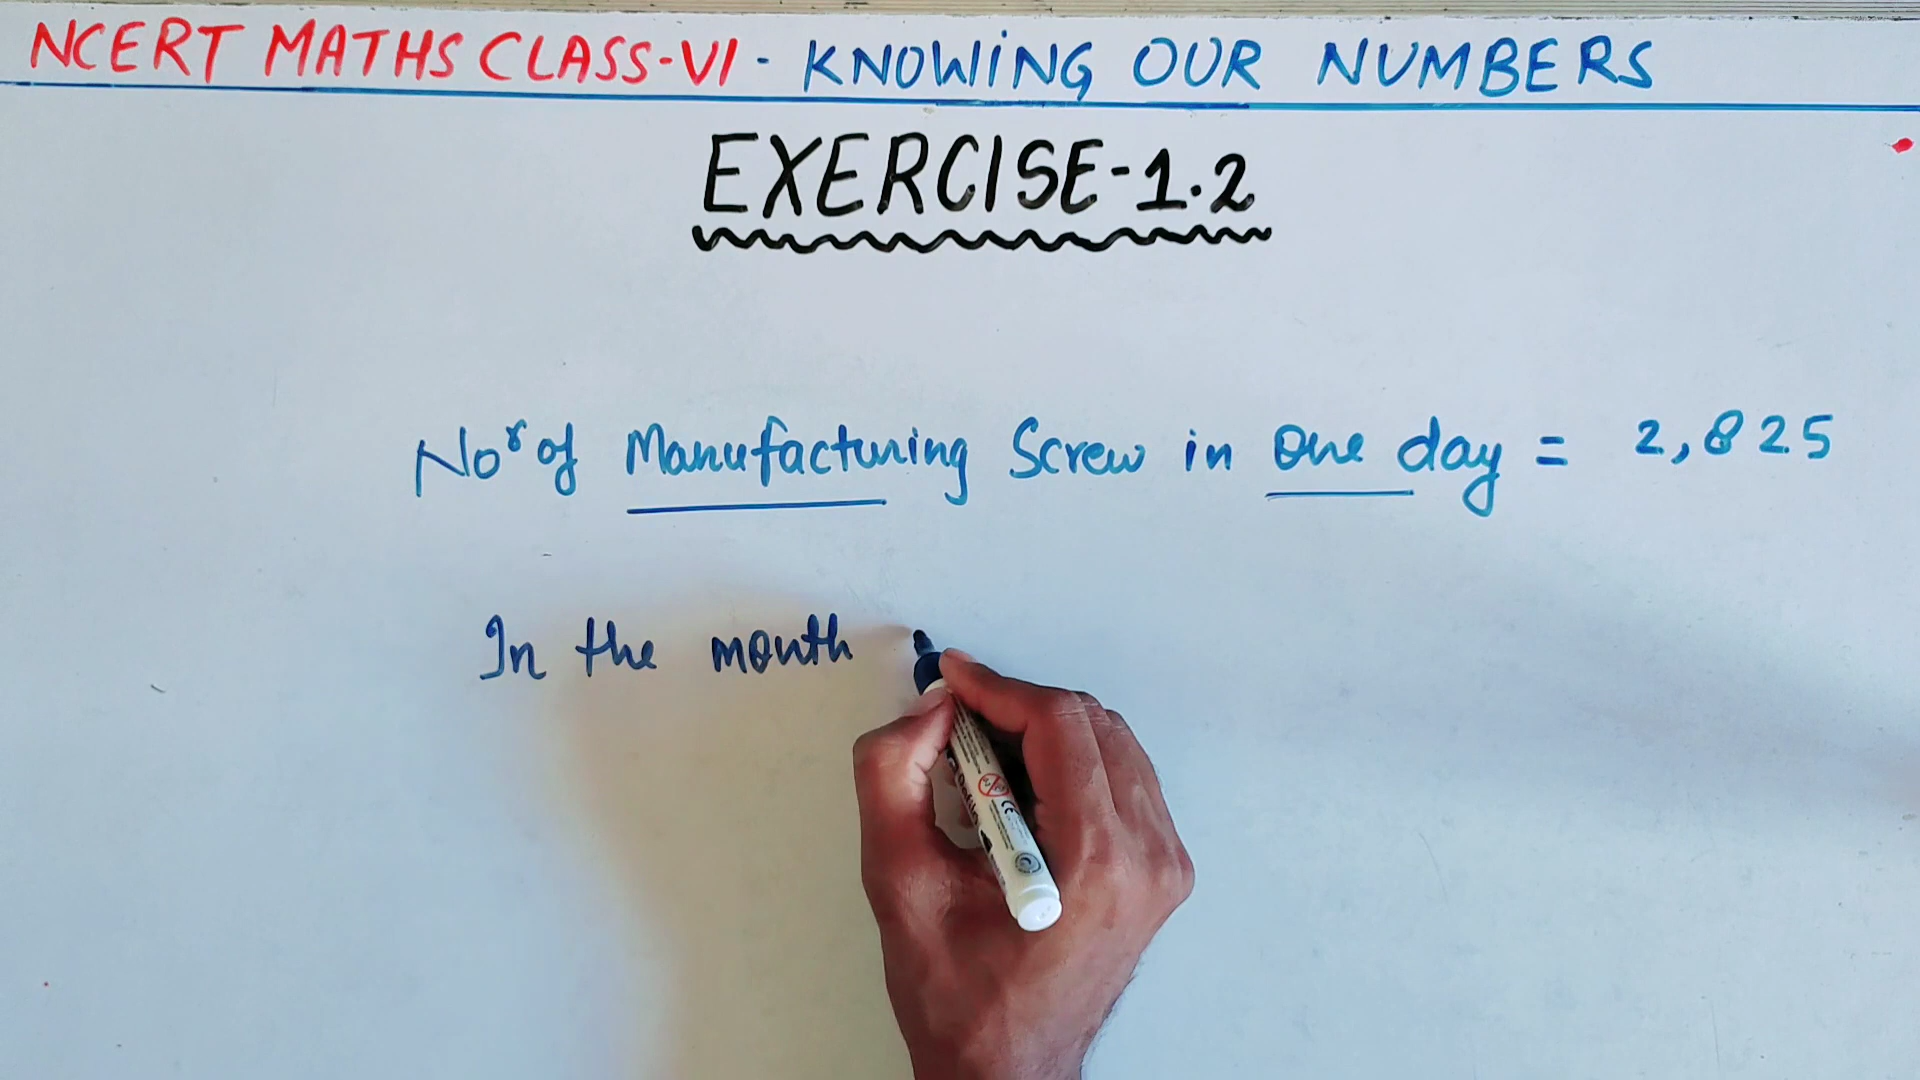 NCERT MATHS CLASS-VI - KNOWING OUR NUMBERS
EXERCISE-1.2
Nor of Manufacturing Screw in One day = 2,825
In the month